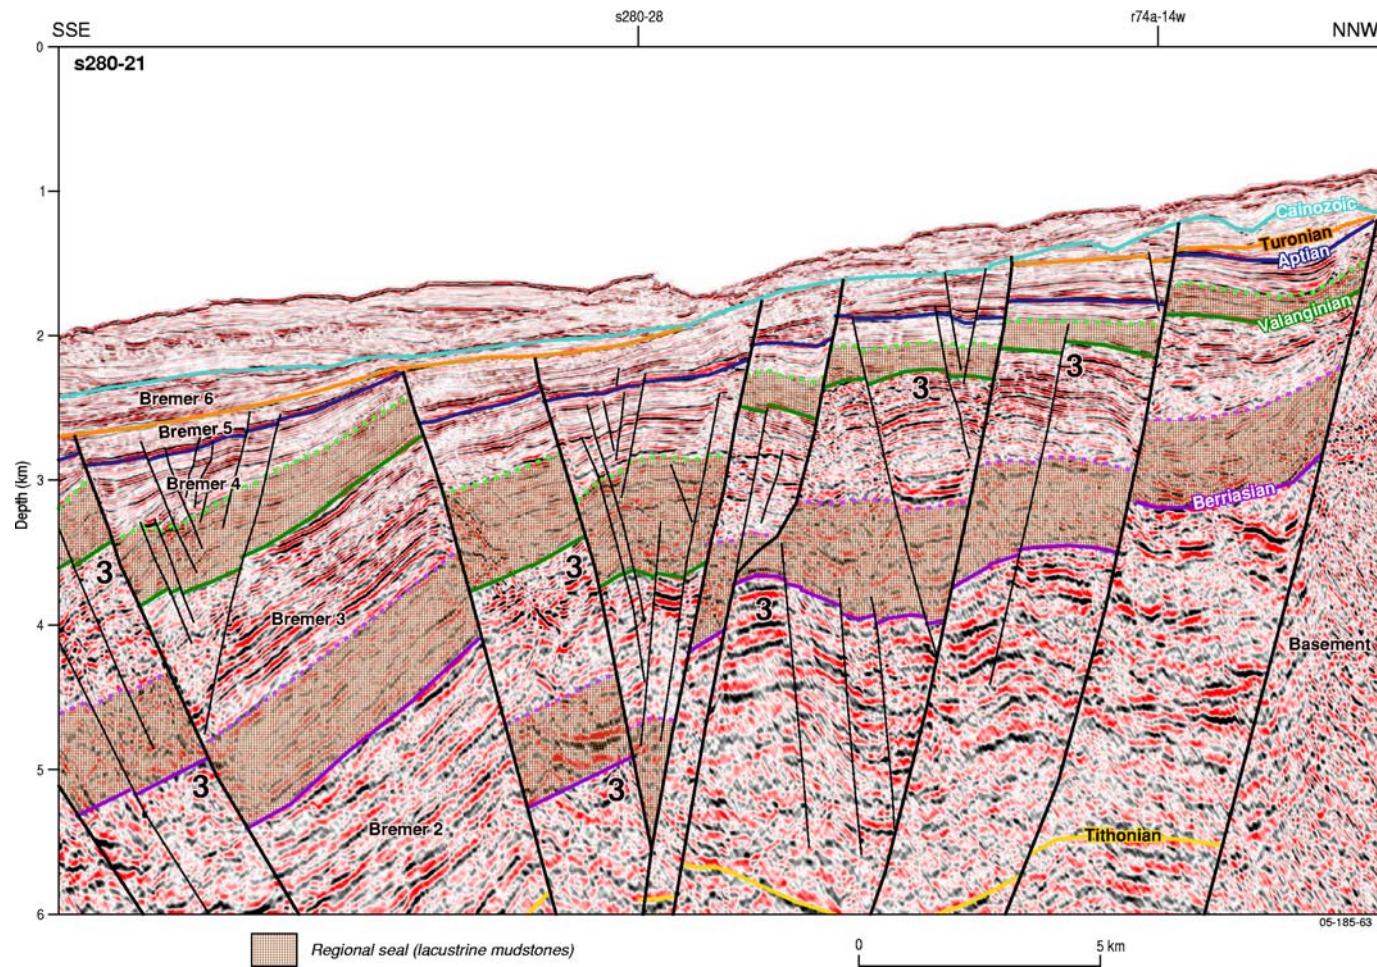 s280-28
r74a-14w
SSE
NNW
0
s280-21
1
Cainozoic
Turonian
Aptian
Valanginian
2
3
3
Bremer 6
Bremer 5
Bremer 4
3
Depth (km)
Berriasian
3
3
3
Bremer 3
4
Basement
5
3
3
Bremer 2
Tithonian
6
05-185-63
Regional seal (lacustrine mudstones)
0
5 km